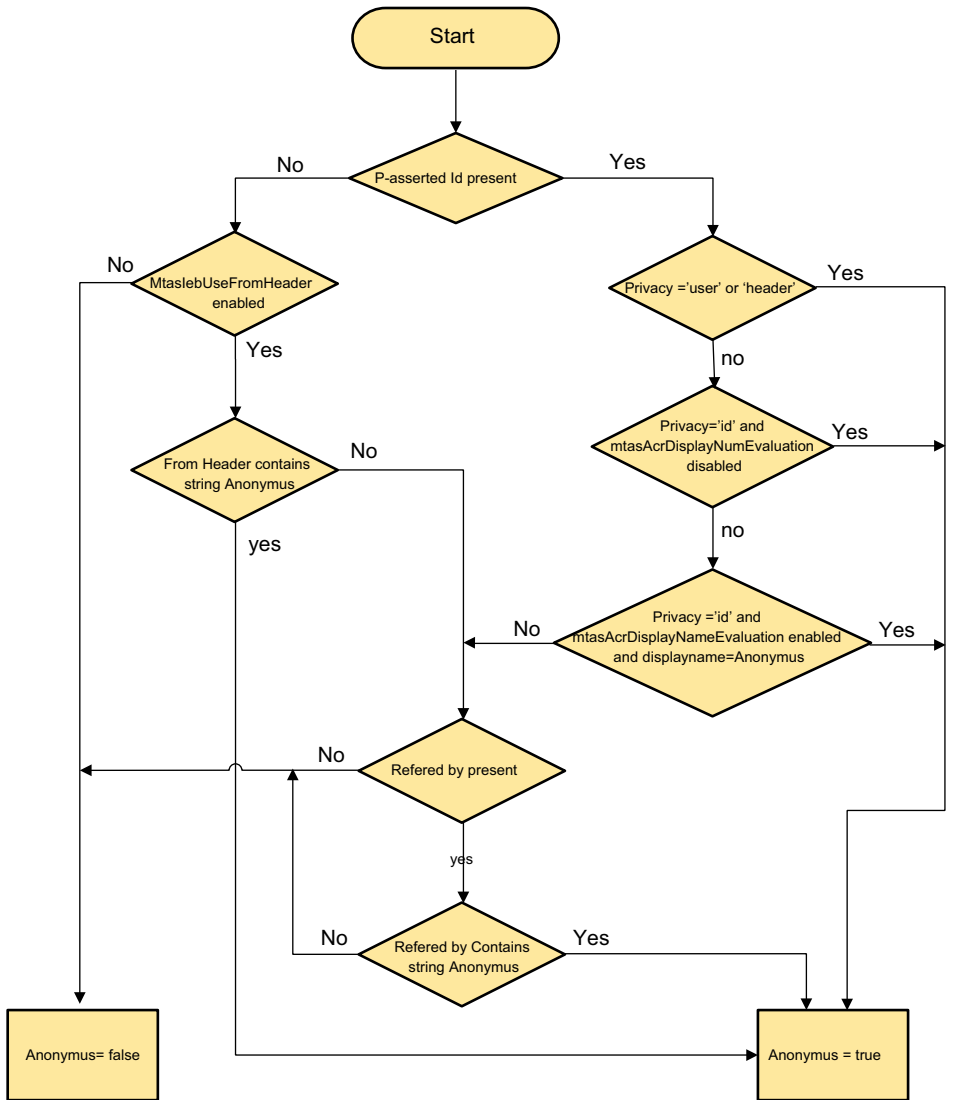 Start
No
Yes
P-asserted Id present
No
MtasIebUseFromHeader
enabled
Privacy ='user' or ‘header’
Yes
Yes
no
Privacy='id' and
mtasAcrDisplayNumEvaluation
disabled
Yes
From Header contains
string Anonymus
No
yes
no
Privacy ='id' and
mtasAcrDisplayNameEvaluation enabled
and displayname=Anonymus
No
Yes
No
Refered by present
yes
No
Refered by Contains
string Anonymus
Yes
Anonymus= false
Anonymus = true